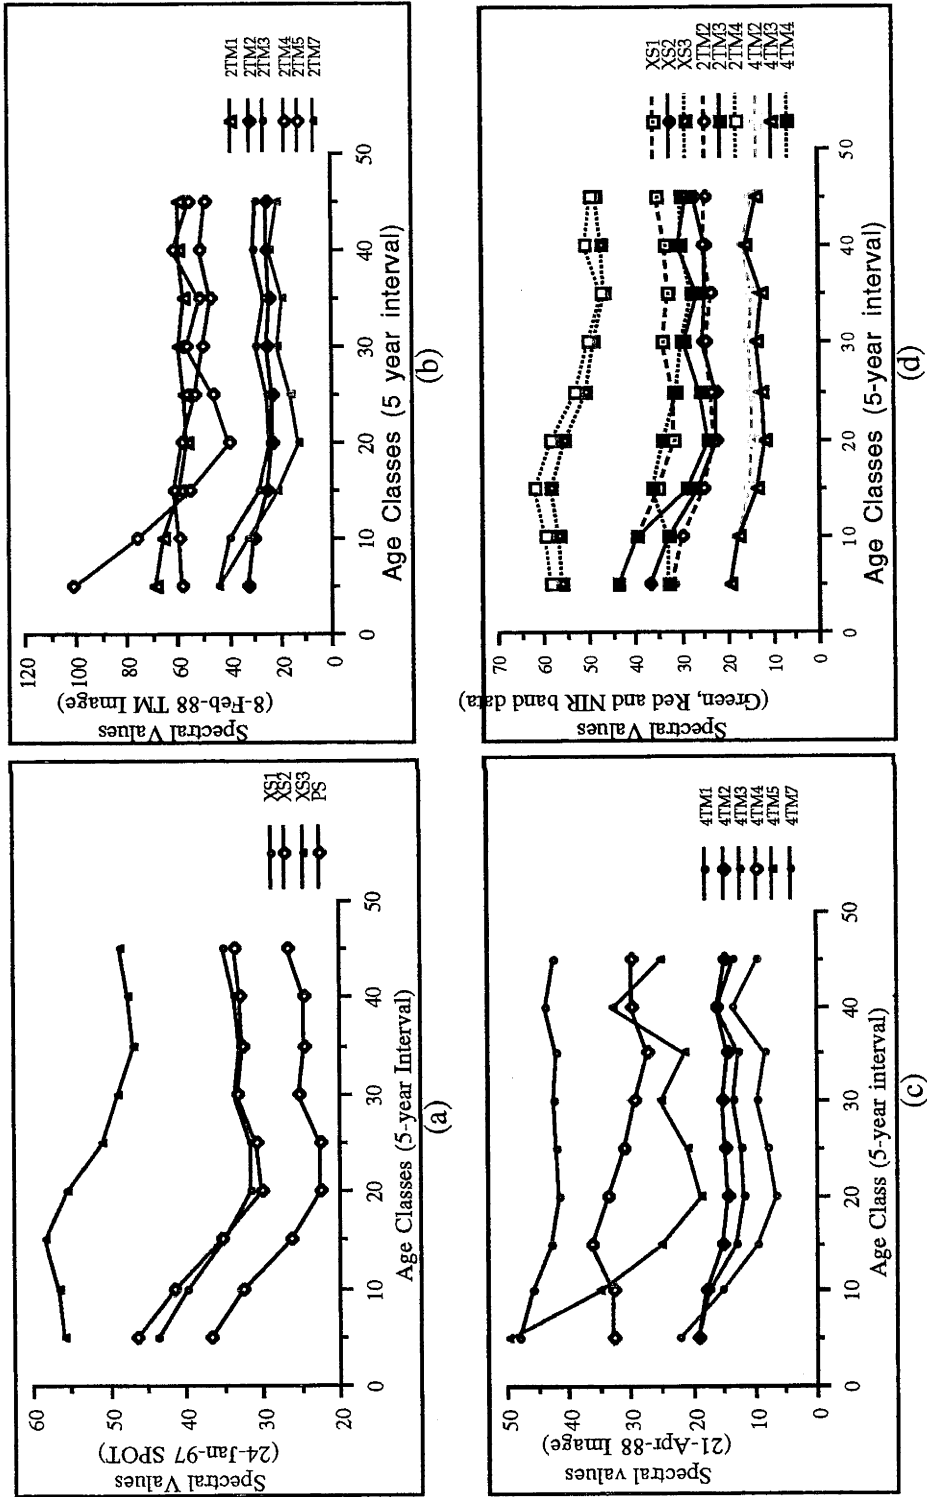 60
50
40
30
20
Spectral Values
(24-Jan-97 SPOT)
0
10
20
30
40
50
Age Classes (5-year Interval)
XS1
XS2
XS3
PS
(a)
120
100
80
60
40
20
0
Spectral Values
(8-Feb-88 TM Image)
0
10
20
30
40
50
Age Classes (5 year interval)
2TM1
2TM2
2TM3
2TM4
2TM5
2TM7
(b)
50
40
30
20
10
0
Spectral values
(21-Apr-88 Image)
0
10
20
30
40
50
Age Class (5-year interval)
4TM1
4TM2
4TM3
4TM4
4TM5
4TM7
(c)
70
60
50
40
30
20
10
0
Spectral Values
(Green, Red and NIR band data)
0
10
20
30
40
50
Age Classes (5-year interval)
XS1
XS2
XS3
2TM2
2TM3
2TM4
4TM2
4TM3
4TM4
(d)